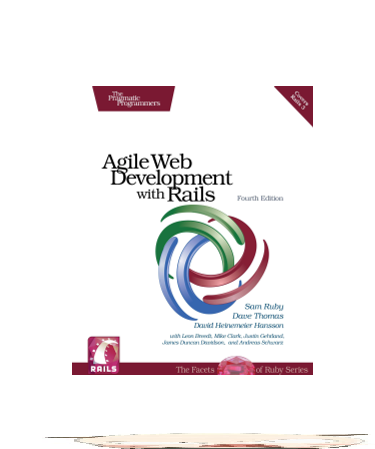 The
Pragmatic
Programmers
Covers
Rails 3
Agile Web
Development
with Rails
Fourth Edition
Sam Ruby
Dave Thomas
David Heinemeier Hansson
with Leon Breedt, Mike Clark, Justin Gehtland,
James Duncan Davidson, and Andreas Schwarz
RAILS
The Facets of Ruby Series